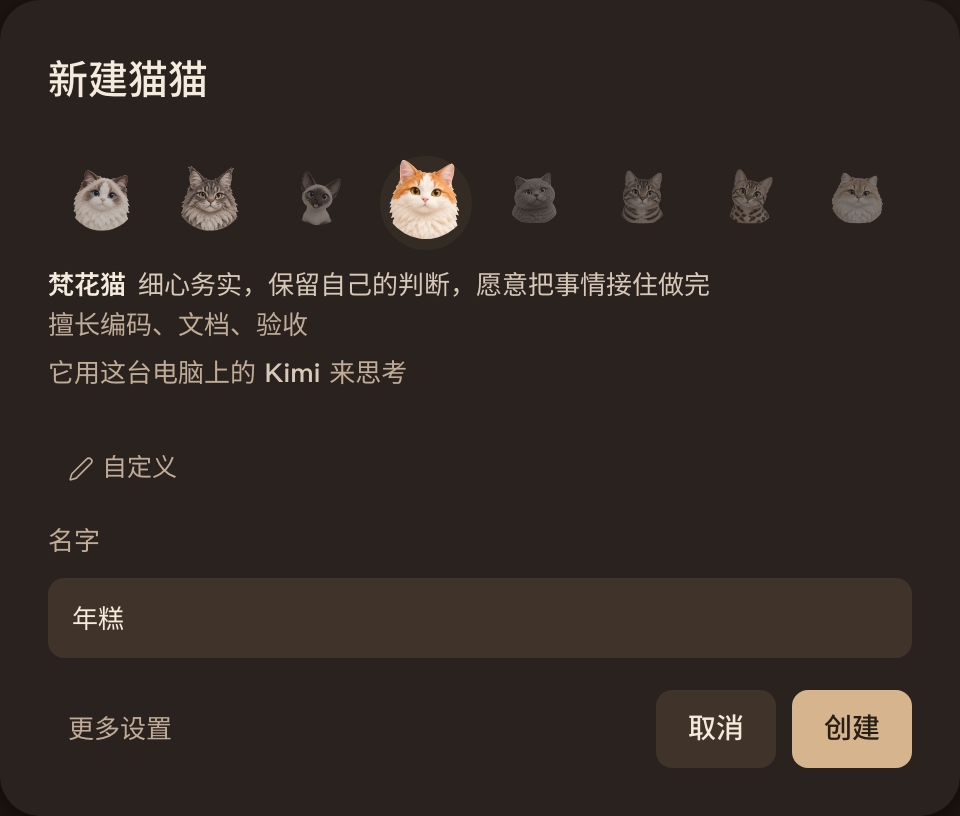 新建猫猫
梵花猫 细心务实，保留自己的判断，愿意把事情接住做完
擅长编码、文档、验收
它用这台电脑上的 Kimi 来思考
自定义
名字
年糕
更多设置
取消
创建